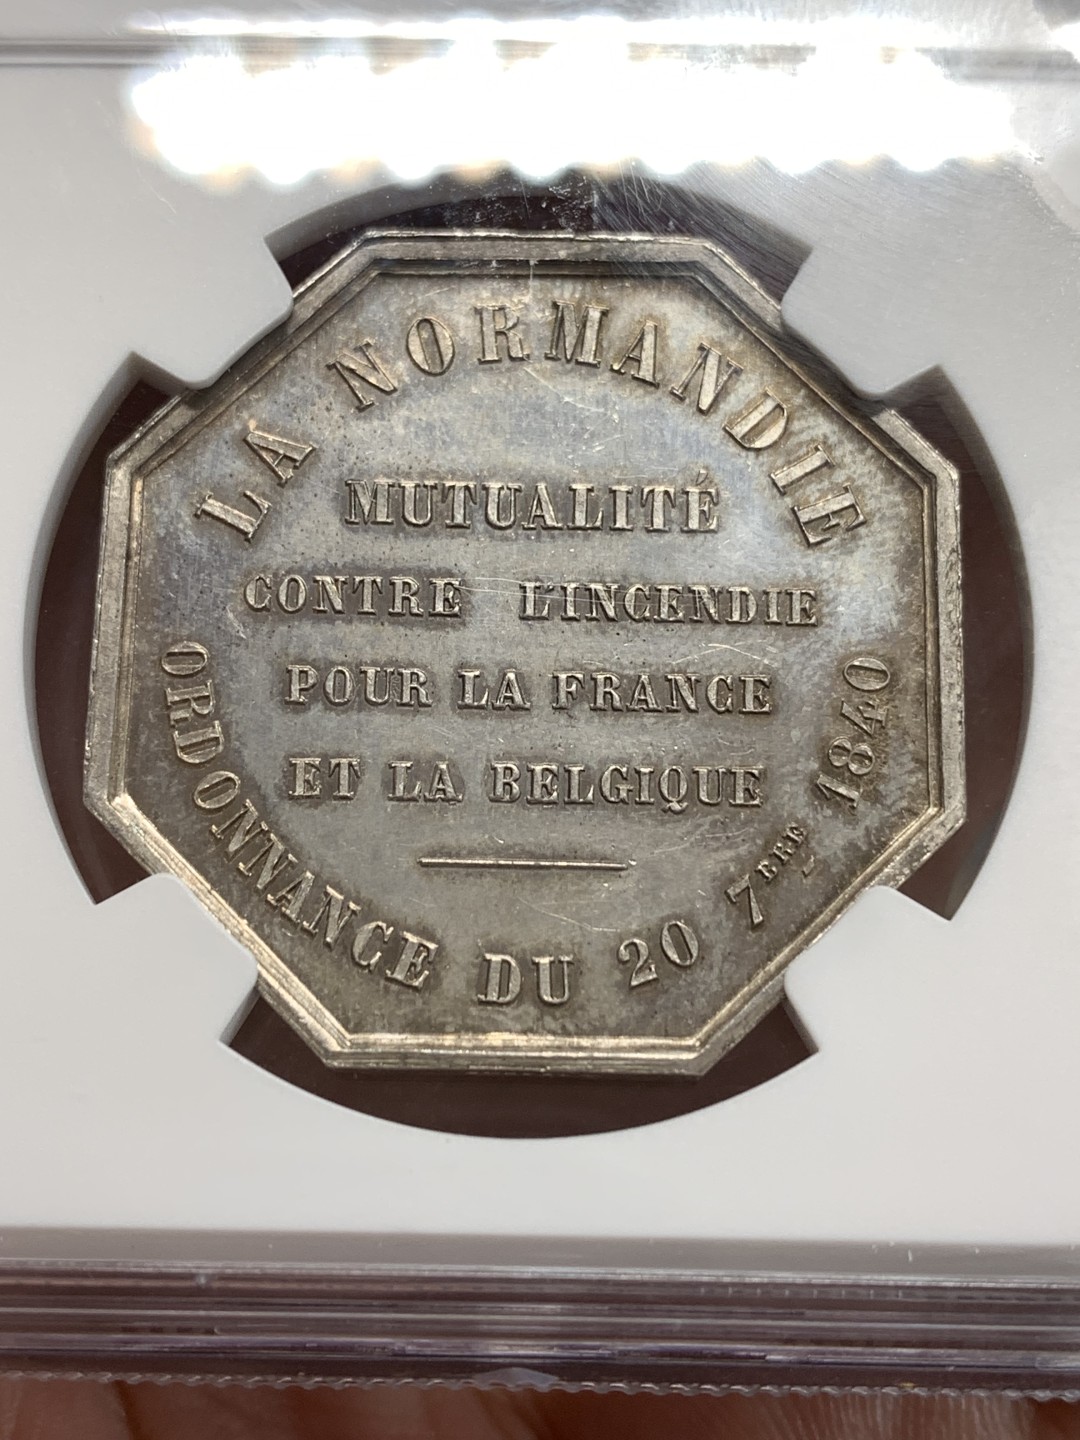 LA NORMANDIE
MUTUALITÉ
CONTRE L'INCENDIE
POUR LA FRANCE
ET LA BELGIQUE
ORDONNANCE DU 20 7BRE 1840